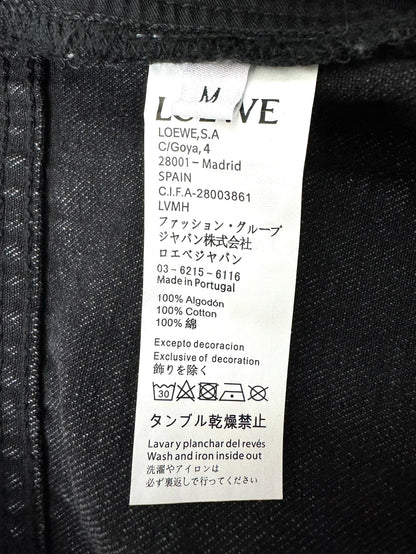 M
LOEWE
LOEWE,S.A
C/Goya, 4
28001-Madrid
SPAIN
C.I.F.A-28003861
LVMH
ファッション・グループ
ジャパン株式会社
ロエベジャパン
03-6215-6116
Made in Portugal
100% Algodón
100% Cotton
100% 綿
Excepto decoracion
Exclusive of decoration
飾りを除く
30
タンブル乾燥禁止
Lavar y planchar del revés
Wash and iron inside out
洗濯やアイロンは
必ず裏返しで行ってください